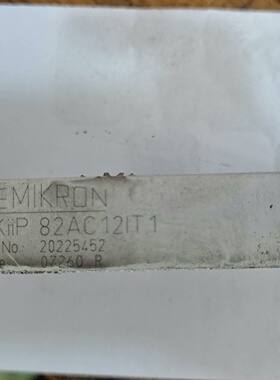 EMIKRON
KiiP 82AC12IT1
No. 20225452
e 07260 R